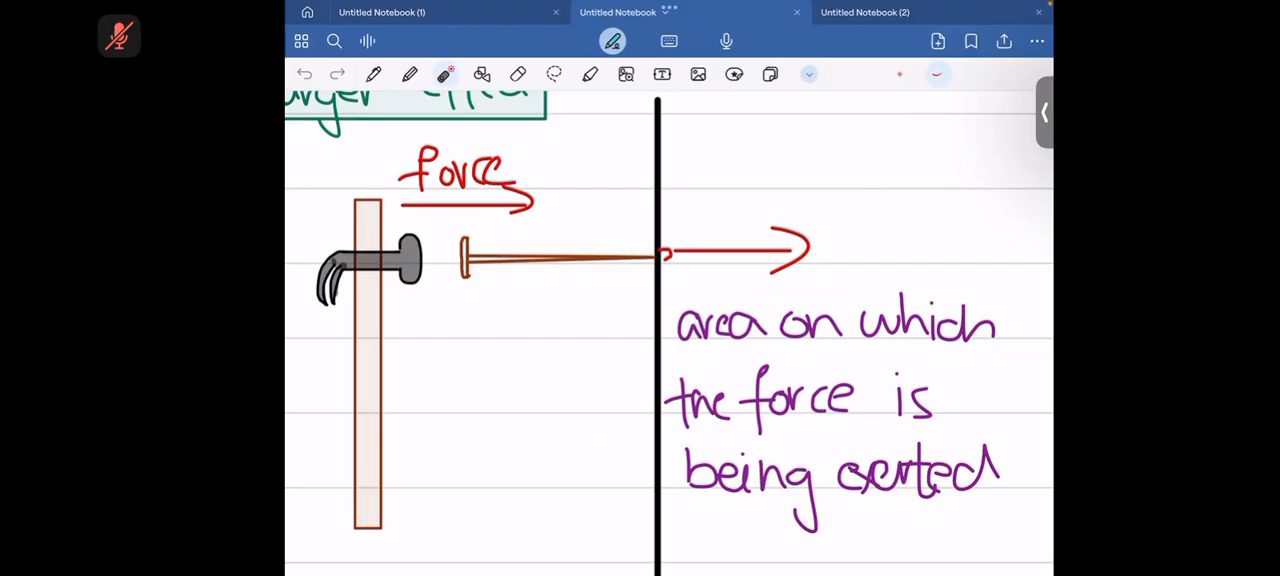 Untitled Notebook (1)
Untitled Notebook
Untitled Notebook (2)
force
area on which
the force is
being exerted